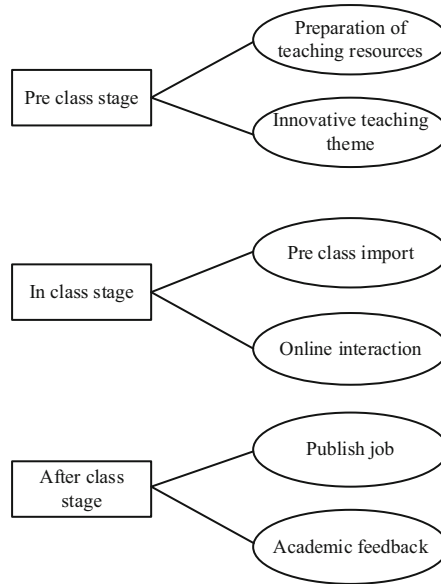 Preparation of
teaching resources
Pre class stage
Innovative teaching
theme
Pre class import
In class stage
Online interaction
Publish job
After class
stage
Academic feedback